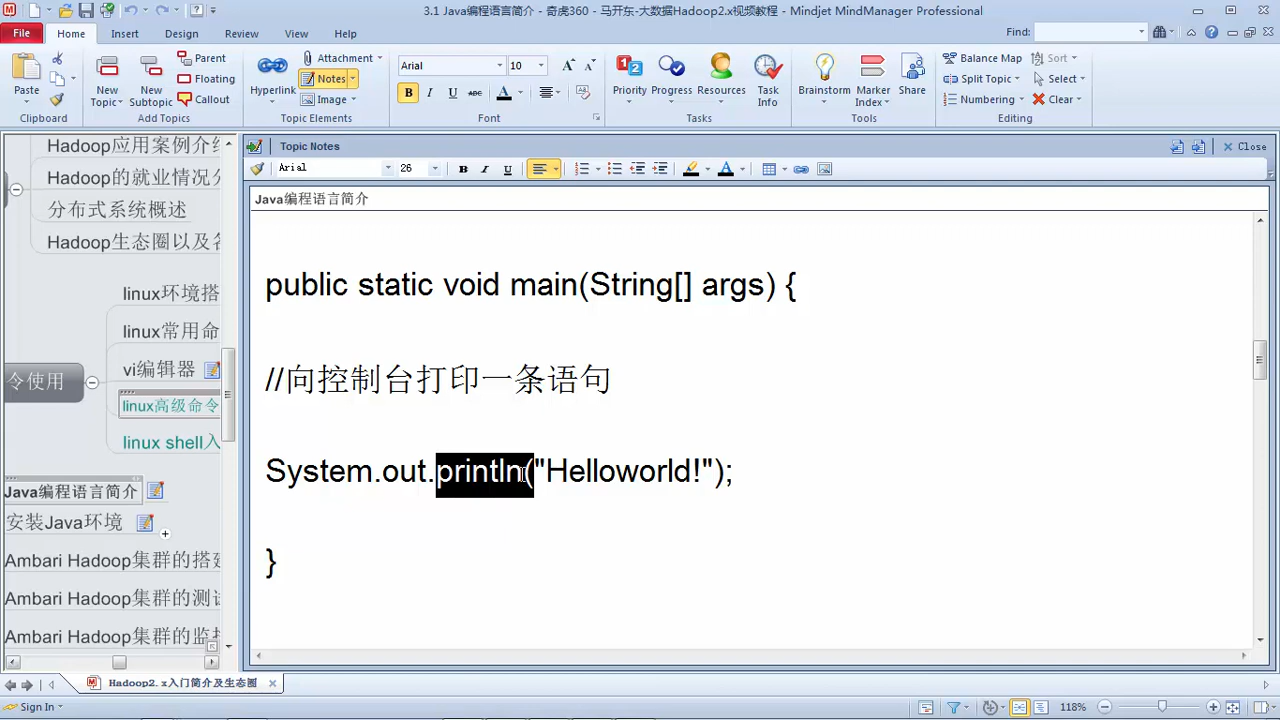 3.1 Java编程语言简介 - 奇虎360 - 马开东-大数据Hadoop2.x视频教程 - Mindjet MindManager Professional
File Home Insert Design Review View Help Find:
Paste
Clipboard
New Topic
New Subtopic
Parent
Floating
Callout
Add Topics
Hyperlink
Attachment
Notes
Image
Topic Elements
Arial 10
B I U ABC A
Font
Priority
Progress
Resources
Task Info
Tasks
Brainstorm
Marker Index
Share
Tools
Balance Map Sort
Split Topic Select
Numbering Clear
Editing
Topic Notes Close
Arial 26 B I U A
Java编程语言简介
public static void main(String[] args) {
//向控制台打印一条语句
System.out.println("Helloworld!");
}
Hadoop应用案例介绍
Hadoop的就业情况分
分布式系统概述
Hadoop生态圈以及各
linux环境搭
linux常用命
vi编辑器
令使用
linux高级命令
linux shell入
Java编程语言简介
安装Java环境
Ambari Hadoop集群的搭建
Ambari Hadoop集群的测试
Ambari Hadoop集群的监控
Hadoop2.x入门简介及生态圈
Sign In 118%